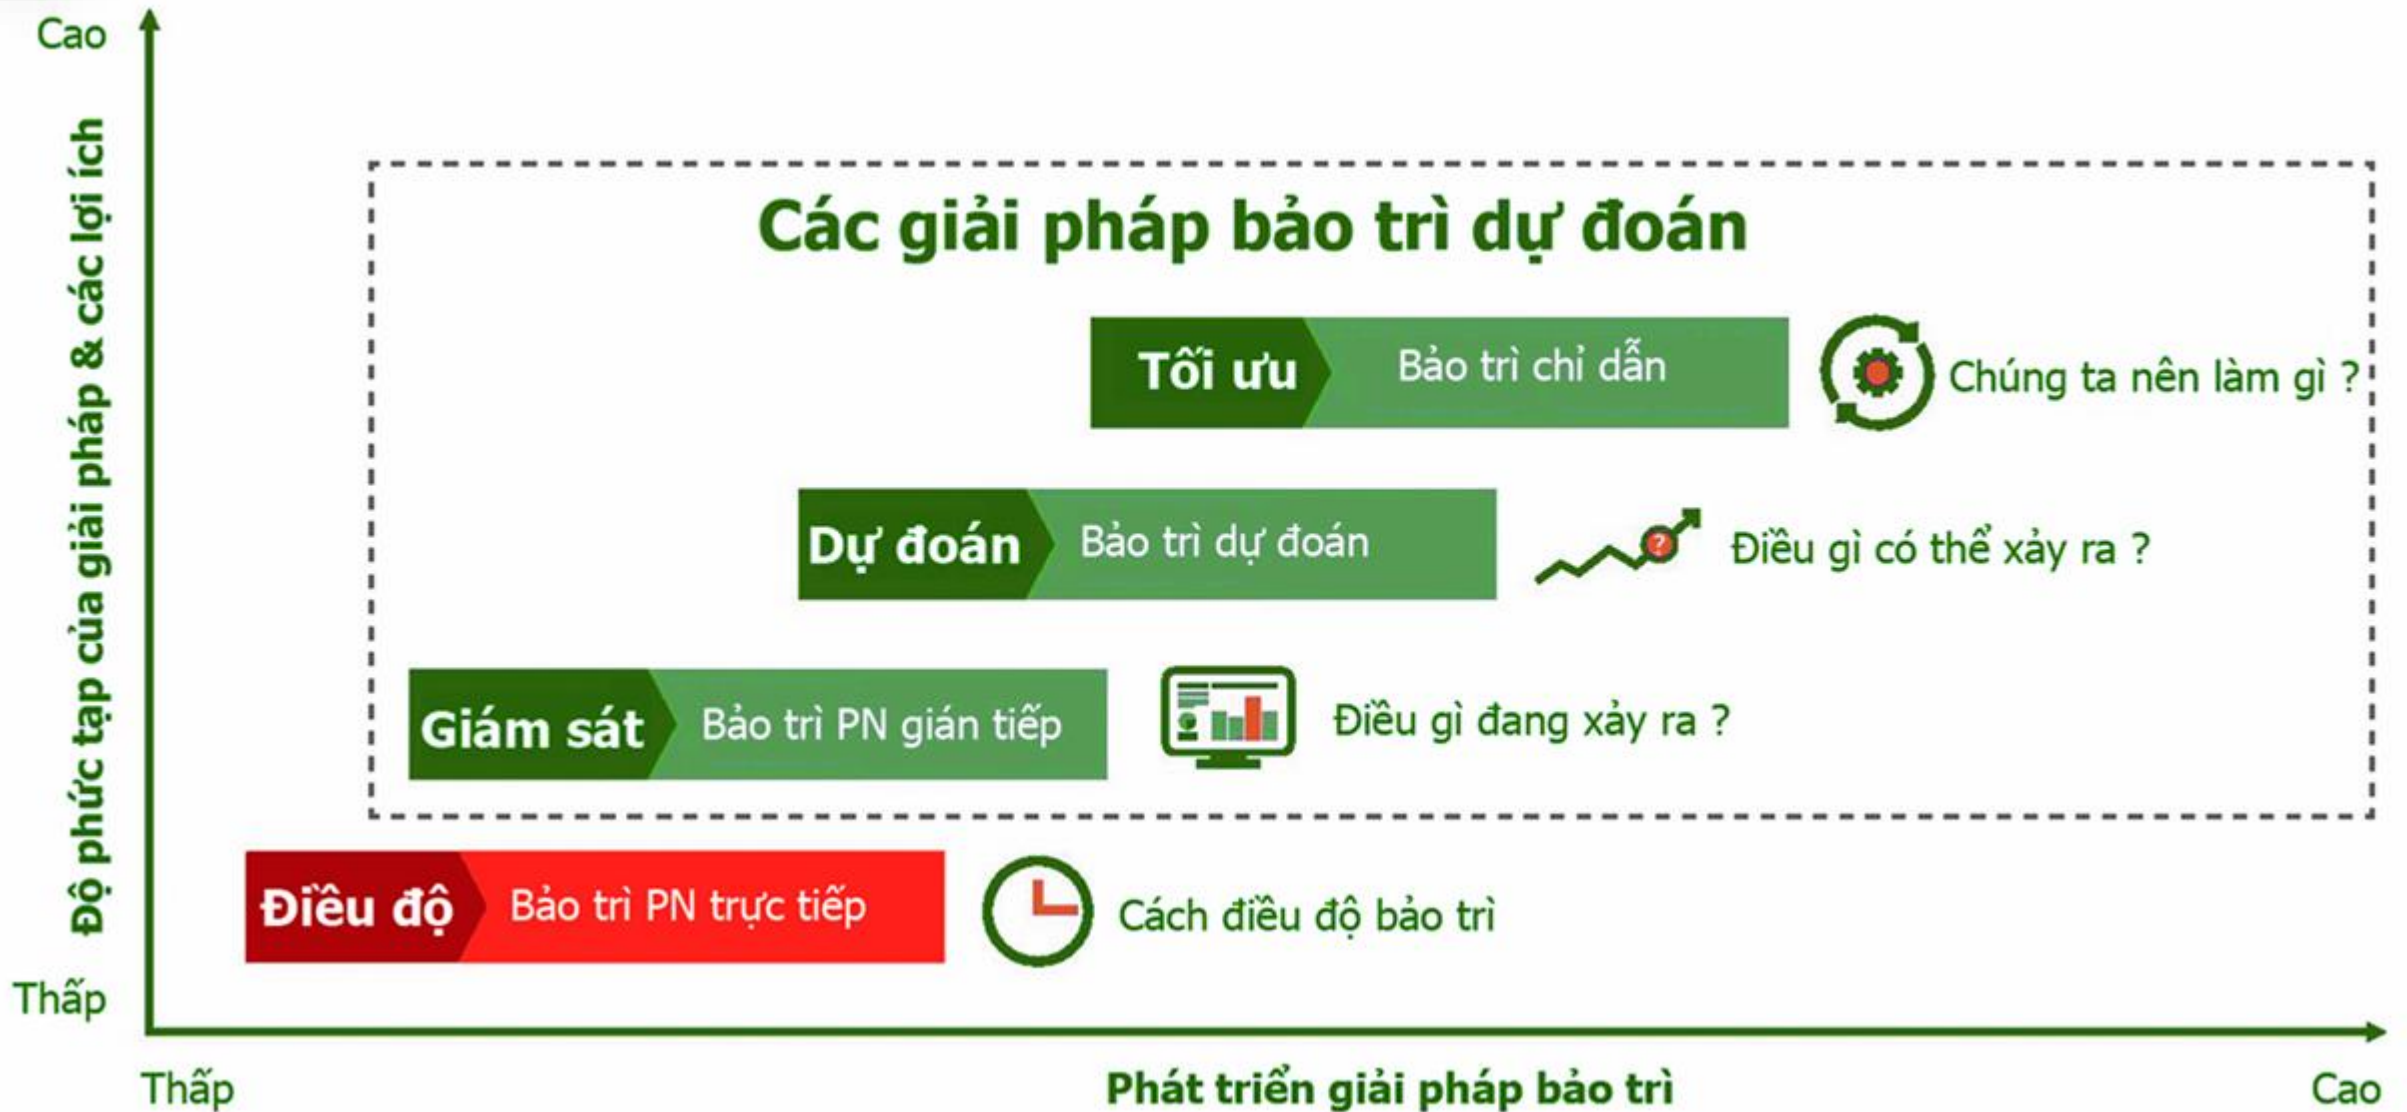 Cao
Độ phức tạp của giải pháp & các lợi ích
Các giải pháp bảo trì dự đoán
Tối ưu
Bảo trì chỉ dẫn
Chúng ta nên làm gì ?
Dự đoán
Bảo trì dự đoán
?
Điều gì có thể xảy ra ?
Giám sát
Bảo trì PN gián tiếp
Điều gì đang xảy ra ?
Điều độ
Bảo trì PN trực tiếp
Cách điều độ bảo trì
Thấp
Thấp
Phát triển giải pháp bảo trì
Cao